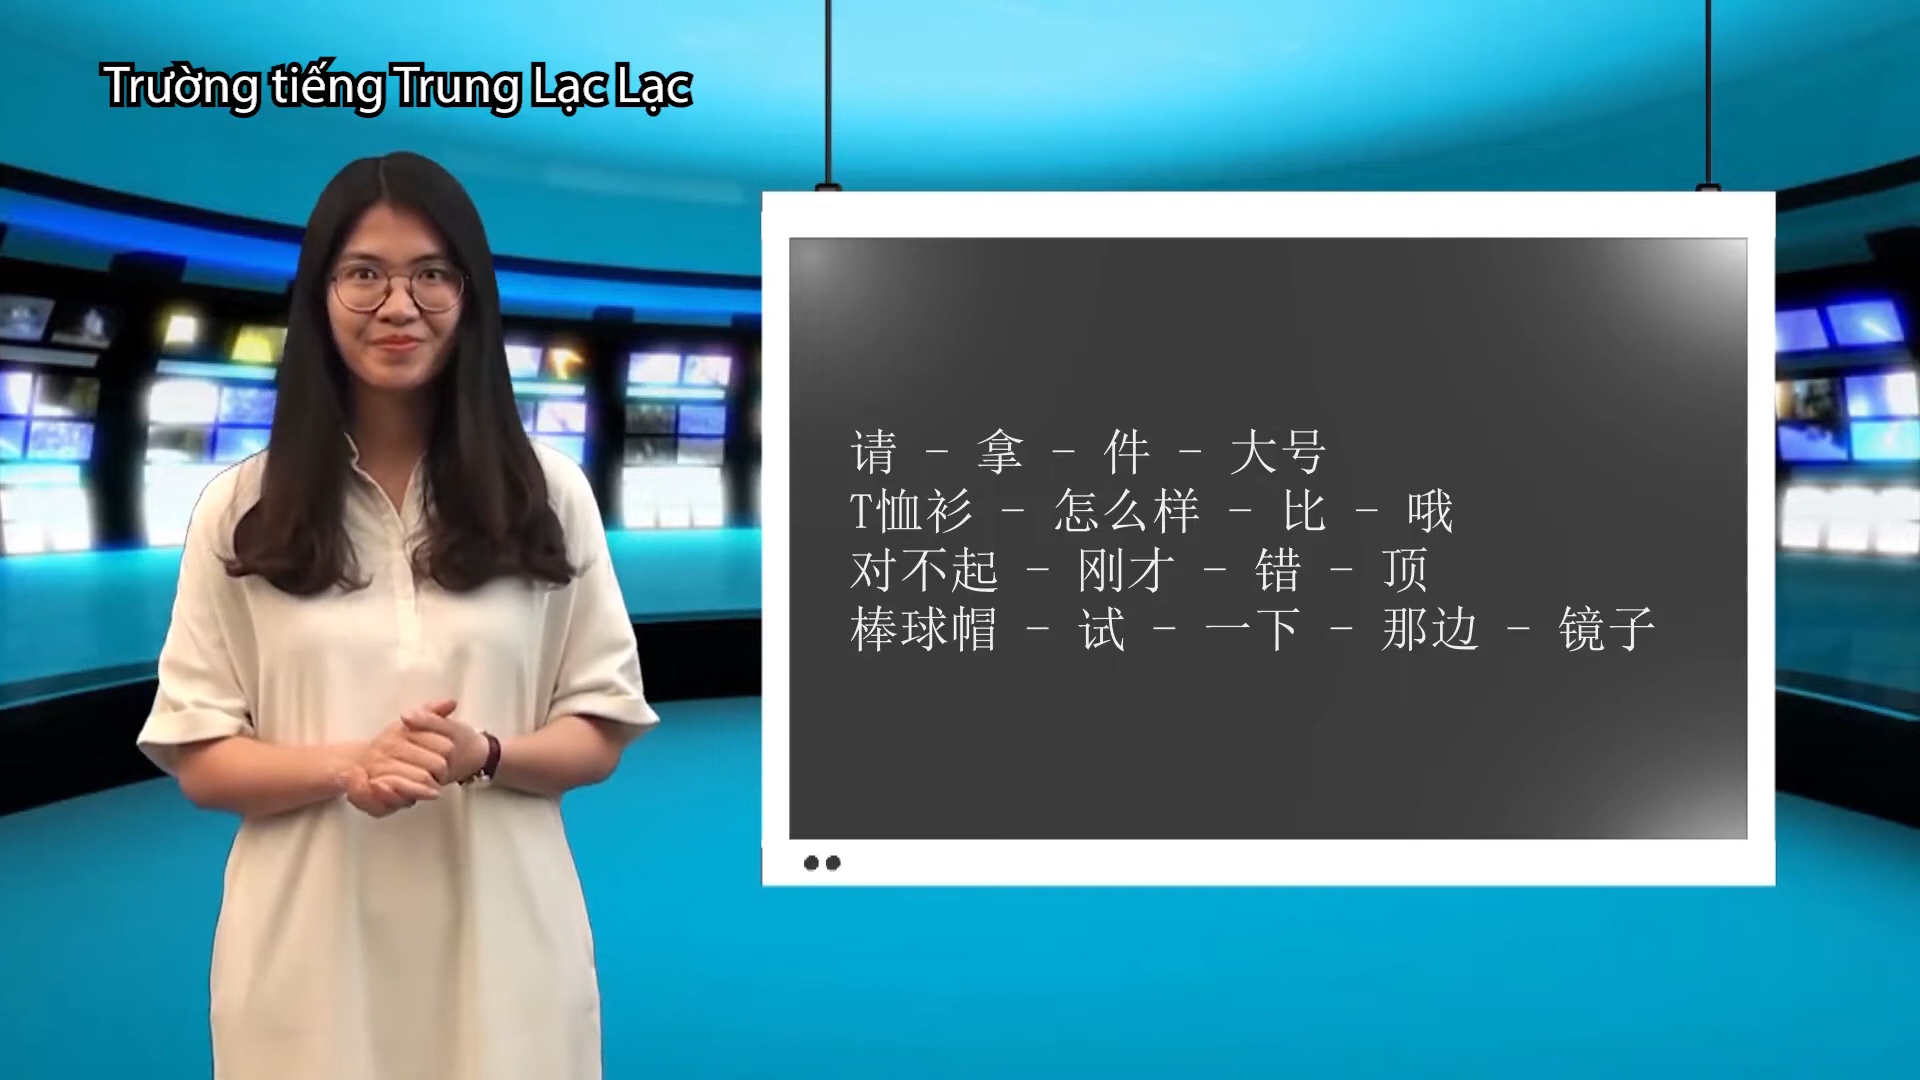 Trường tiếng Trung Lạc Lạc
请 - 拿 - 件 - 大号
T恤衫 - 怎么样 - 比 - 哦
对不起 - 刚才 - 错 - 顶
棒球帽 - 试 - 一下 - 那边 - 镜子